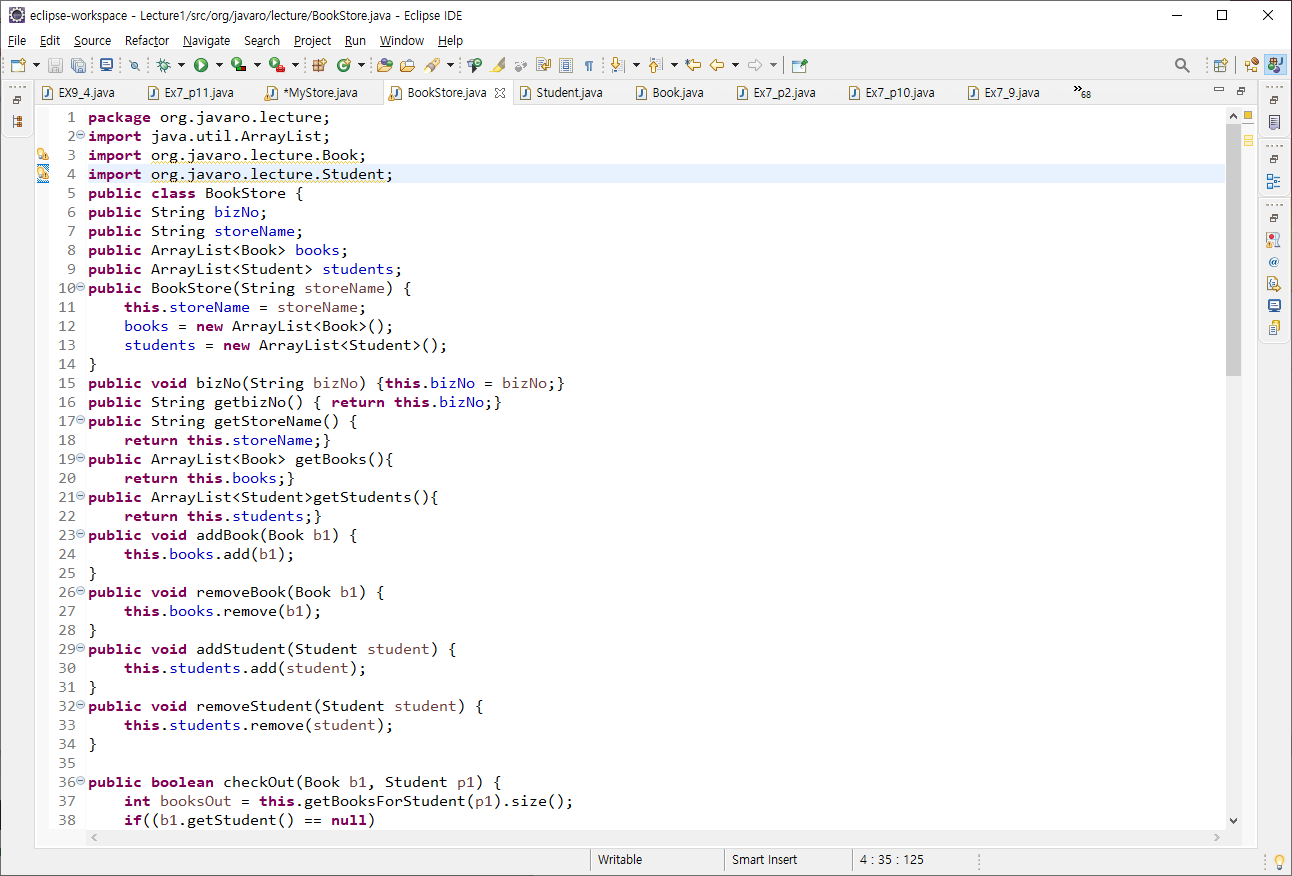 eclipse-workspace - Lecture1/src/org/javaro/lecture/BookStore.java - Eclipse IDE
File Edit Source Refactor Navigate Search Project Run Window Help
EX9_4.java Ex7_p11.java *MyStore.java BookStore.java Student.java Book.java Ex7_p2.java Ex7_p10.java Ex7_9.java »68
1 package org.javaro.lecture;
2 import java.util.ArrayList;
3 import org.javaro.lecture.Book;
4 import org.javaro.lecture.Student;
5 public class BookStore {
6 public String bizNo;
7 public String storeName;
8 public ArrayList<Book> books;
9 public ArrayList<Student> students;
10 public BookStore(String storeName) {
11     this.storeName = storeName;
12     books = new ArrayList<Book>();
13     students = new ArrayList<Student>();
14 }
15 public void bizNo(String bizNo) {this.bizNo = bizNo;}
16 public String getbizNo() { return this.bizNo;}
17 public String getStoreName() {
18     return this.storeName;}
19 public ArrayList<Book> getBooks(){
20     return this.books;}
21 public ArrayList<Student>getStudents(){
22     return this.students;}
23 public void addBook(Book b1) {
24     this.books.add(b1);
25 }
26 public void removeBook(Book b1) {
27     this.books.remove(b1);
28 }
29 public void addStudent(Student student) {
30     this.students.add(student);
31 }
32 public void removeStudent(Student student) {
33     this.students.remove(student);
34 }
35
36 public boolean checkOut(Book b1, Student p1) {
37     int booksOut = this.getBooksForStudent(p1).size();
38     if((b1.getStudent() == null)
Writable Smart Insert 4 : 35 : 125